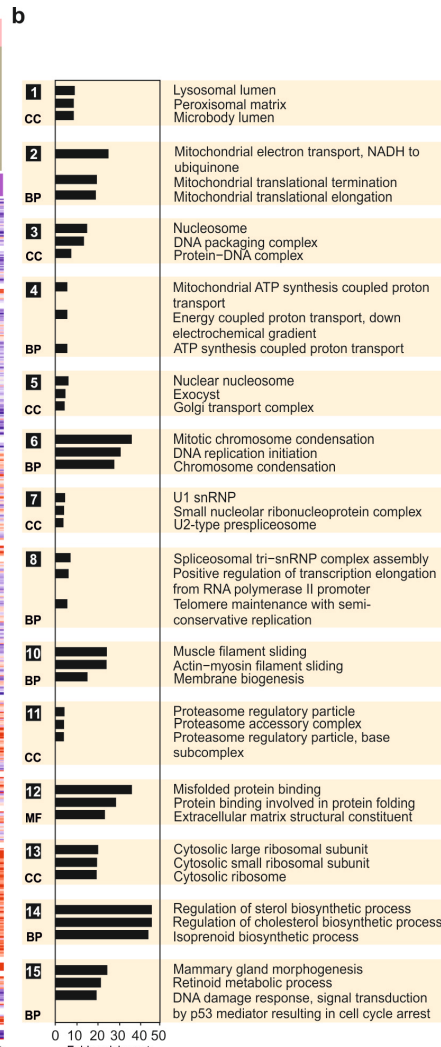 b
1
Lysosomal lumen
Peroxisomal matrix
CC
Microbody lumen
2
Mitochondrial electron transport, NADH to
ubiquinone
Mitochondrial translational termination
BP
Mitochondrial translational elongation
3
Nucleosome
DNA packaging complex
CC
Protein−DNA complex
4
Mitochondrial ATP synthesis coupled proton
transport
Energy coupled proton transport, down
electrochemical gradient
BP
ATP synthesis coupled proton transport
5
Nuclear nucleosome
Exocyst
CC
Golgi transport complex
6
Mitotic chromosome condensation
DNA replication initiation
BP
Chromosome condensation
7
U1 snRNP
Small nucleolar ribonucleoprotein complex
CC
U2-type prespliceosome
8
Spliceosomal tri−snRNP complex assembly
Positive regulation of transcription elongation
from RNA polymerase II promoter
Telomere maintenance with semi-
conservative replication
BP
10
Muscle filament sliding
Actin−myosin filament sliding
BP
Membrane biogenesis
11
Proteasome regulatory particle
Proteasome accessory complex
Proteasome regulatory particle, base
subcomplex
CC
12
Misfolded protein binding
Protein binding involved in protein folding
MF
Extracellular matrix structural constituent
13
Cytosolic large ribosomal subunit
Cytosolic small ribosomal subunit
CC
Cytosolic ribosome
14
Regulation of sterol biosynthetic process
Regulation of cholesterol biosynthetic process
BP
Isoprenoid biosynthetic process
15
Mammary gland morphogenesis
Retinoid metabolic process
DNA damage response, signal transduction
BP
by p53 mediator resulting in cell cycle arrest
0 10 20 30 40 50